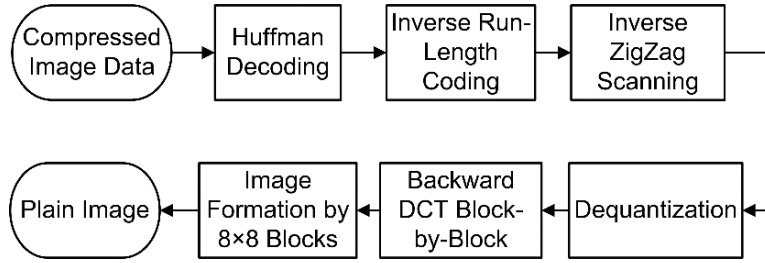 Compressed
Image Data
Huffman
Decoding
Inverse Run-
Length
Coding
Inverse
ZigZag
Scanning
Plain Image
Image
Formation by
8×8 Blocks
Backward
DCT Block-
by-Block
Dequantization